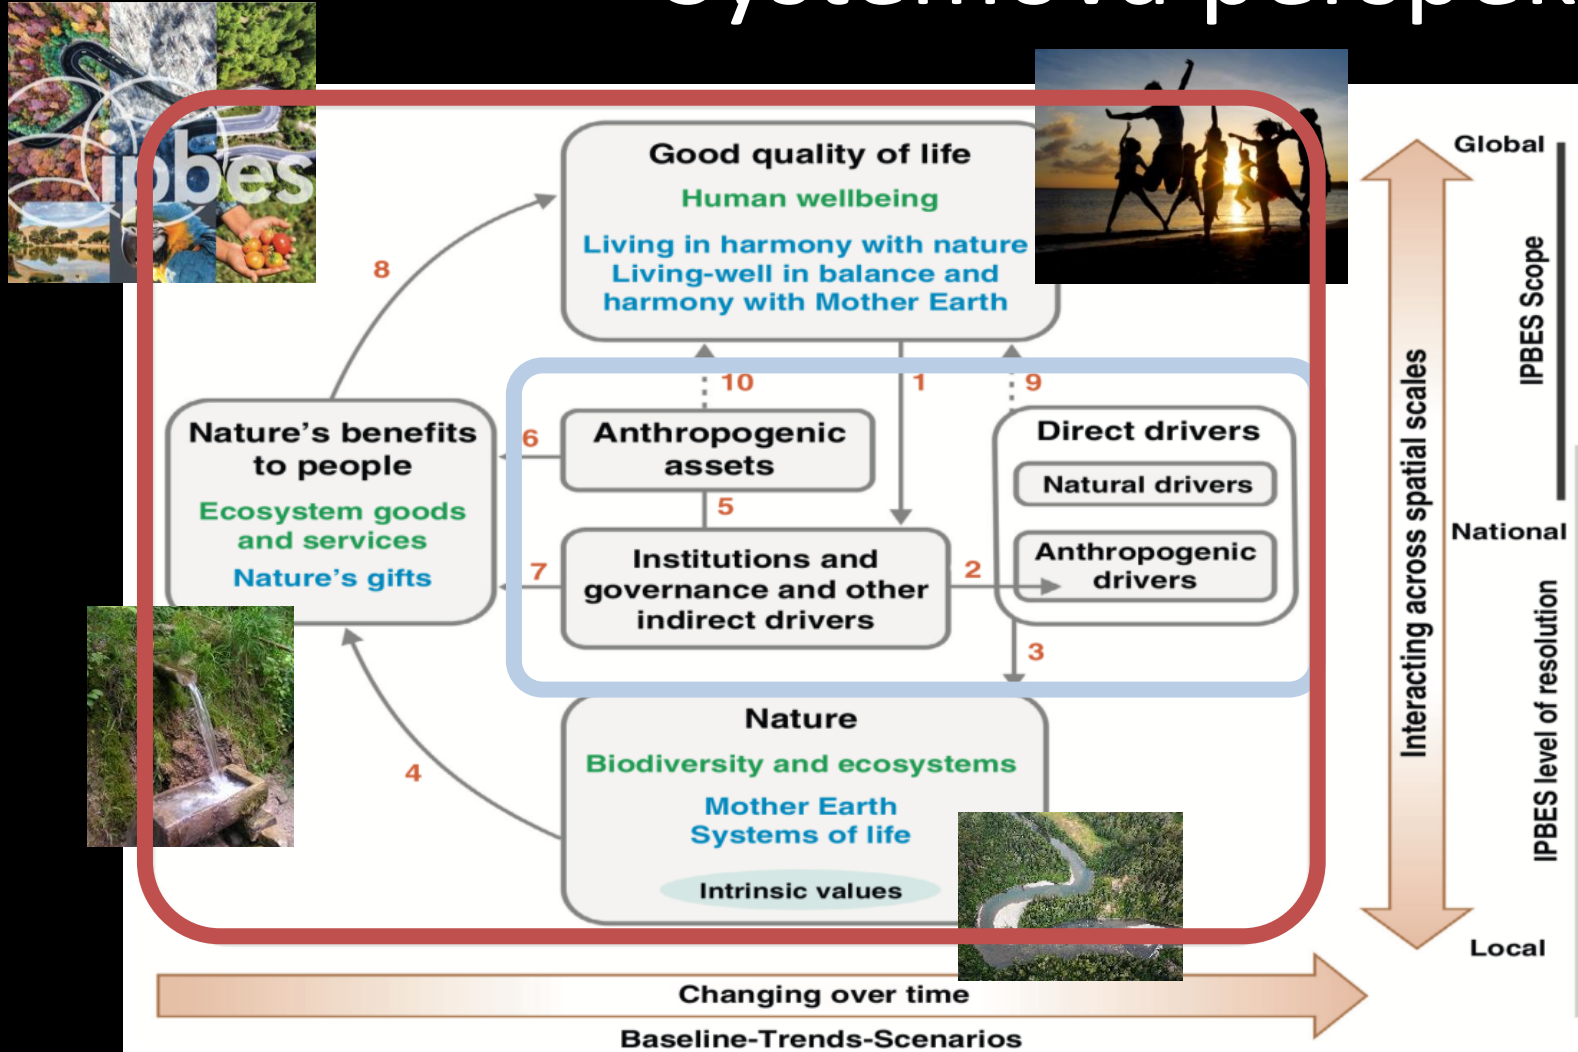 ipbes
Good quality of life
Human wellbeing
Living in harmony with nature
Living-well in balance and
harmony with Mother Earth
8
10
1
9
Nature's benefits
to people
Ecosystem goods
and services
Nature's gifts
6
Anthropogenic
assets
5
7
Institutions and
governance and other
indirect drivers
2
Direct drivers
Natural drivers
Anthropogenic
drivers
3
4
Nature
Biodiversity and ecosystems
Mother Earth
Systems of life
Intrinsic values
Global
IPBES Scope
Interacting across spatial scales
National
IPBES level of resolution
Local
Changing over time
Baseline-Trends-Scenarios